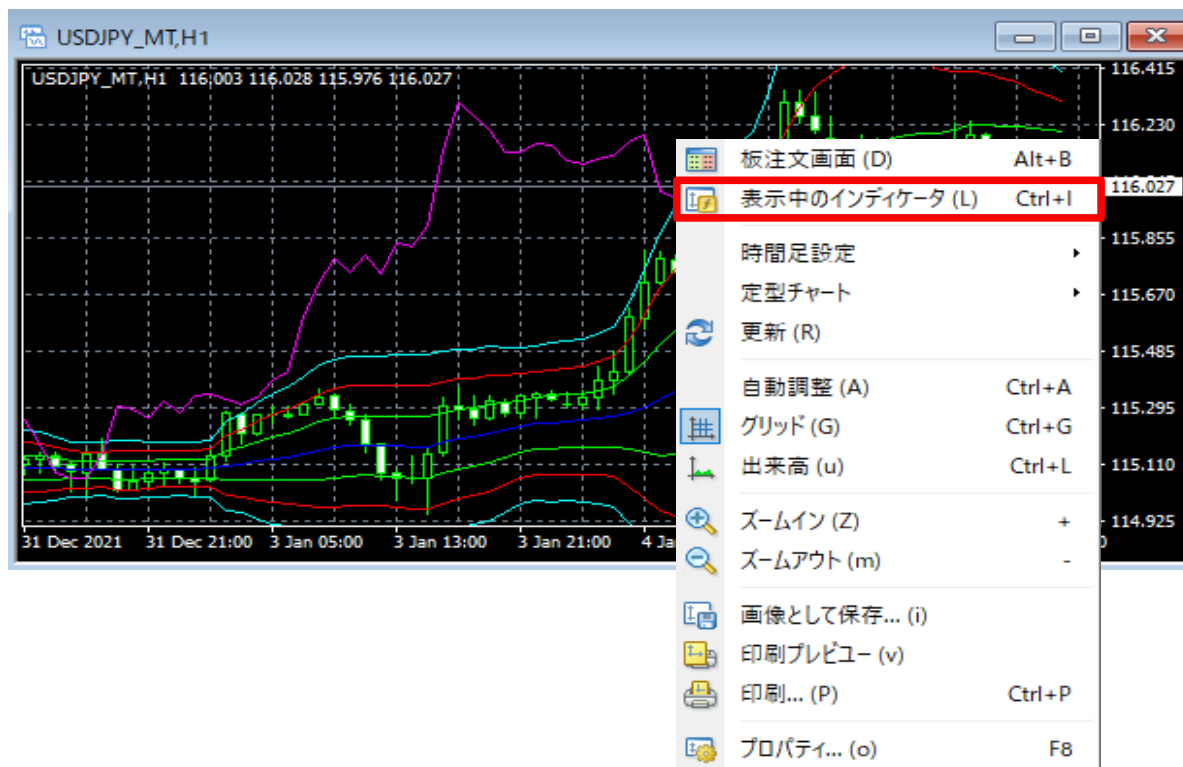 USDJPY_MT,H1
USDJPY_MT,H1 116.003 116.028 115.976 116.027
116.415
116.230
116.027
115.855
115.670
115.485
115.295
115.110
114.925
31 Dec 2021 31 Dec 21:00 3 Jan 05:00 3 Jan 13:00 3 Jan 21:00
板注文画面 (D) Alt+B
表示中のインディケータ (L) Ctrl+I
時間足設定
定型チャート
更新 (R)
自動調整 (A) Ctrl+A
グリッド (G) Ctrl+G
出来高 (u) Ctrl+L
ズームイン (Z) +
ズームアウト (m) -
画像として保存... (i)
印刷プレビュー (v)
印刷... (P) Ctrl+P
プロパティ... (o) F8